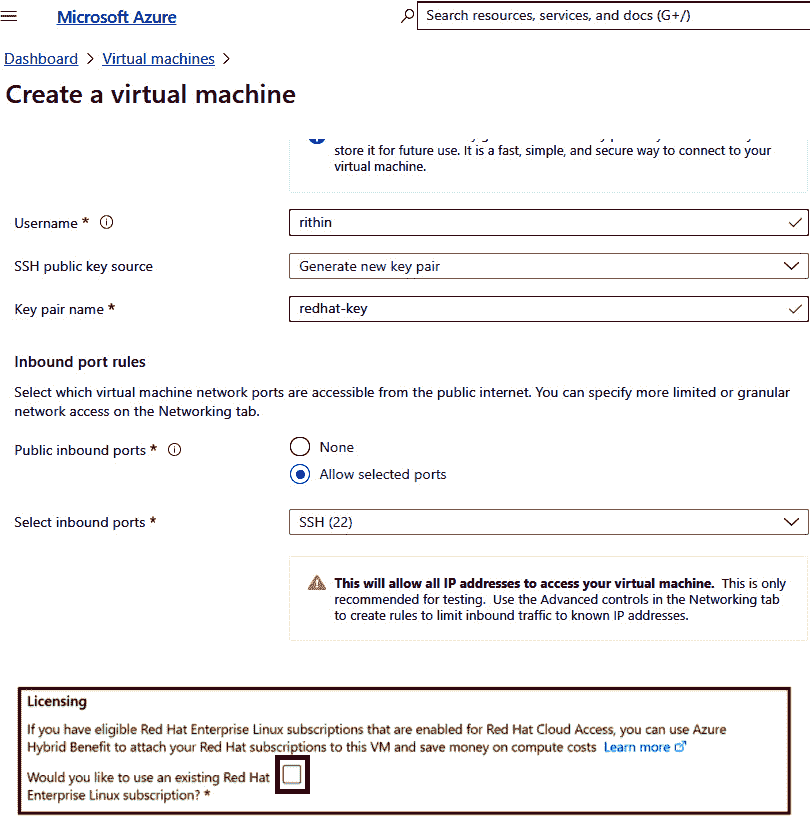 Microsoft Azure
Search resources, services, and docs (G+/)
Dashboard > Virtual machines >
Create a virtual machine
store it for future use. It is a fast, simple, and secure way to connect to your
virtual machine.
Username *
rithin
SSH public key source
Generate new key pair
Key pair name *
redhat-key
Inbound port rules
Select which virtual machine network ports are accessible from the public internet. You can specify more limited or granular
network access on the Networking tab.
Public inbound ports *
None
Allow selected ports
Select inbound ports *
SSH (22)
This will allow all IP addresses to access your virtual machine. This is only
recommended for testing. Use the Advanced controls in the Networking tab
to create rules to limit inbound traffic to known IP addresses.
Licensing
If you have eligible Red Hat Enterprise Linux subscriptions that are enabled for Red Hat Cloud Access, you can use Azure
Hybrid Benefit to attach your Red Hat subscriptions to this VM and save money on compute costs Learn more
Would you like to use an existing Red Hat
Enterprise Linux subscription? *